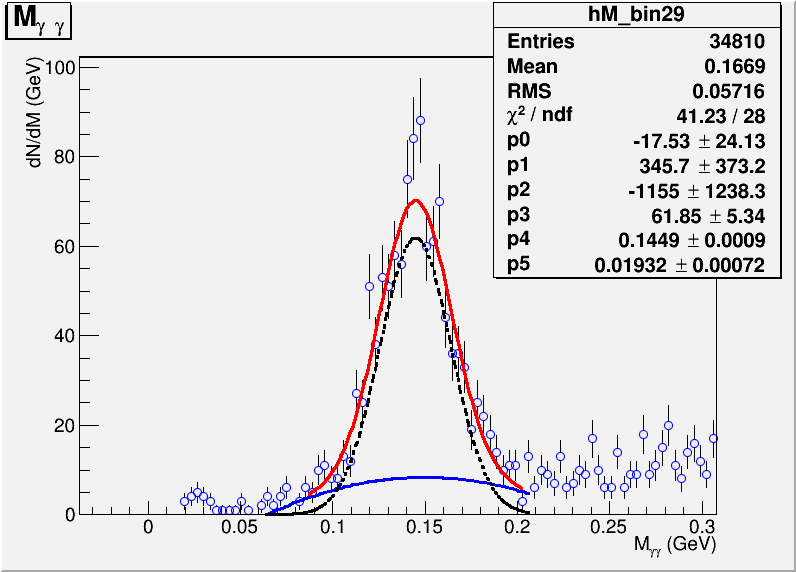 Mγ γ
hM_bin29
Entries 34810
Mean 0.1669
RMS 0.05716
χ² / ndf 41.23 / 28
p0 -17.53 ± 24.13
p1 345.7 ± 373.2
p2 -1155 ± 1238.3
p3 61.85 ± 5.34
p4 0.1449 ± 0.0009
p5 0.01932 ± 0.00072
dN/dM (GeV)
100
80
60
40
20
0
0 0.05 0.1 0.15 0.2 0.25 0.3
Mγγ (GeV)